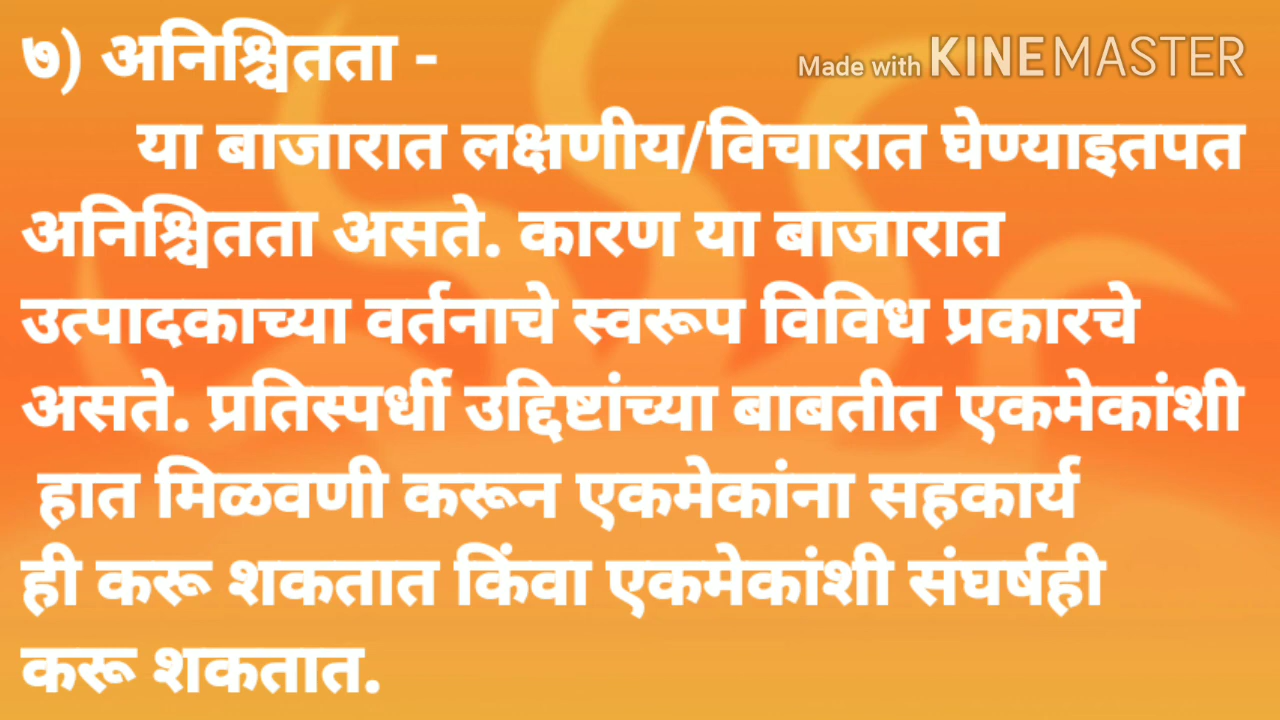 ७) अनिश्चितता -
Made with KINEMASTER
या बाजारात लक्षणीय/विचारात घेण्याइतपत
अनिश्चितता असते. कारण या बाजारात
उत्पादकाच्या वर्तनाचे स्वरूप विविध प्रकारचे
असते. प्रतिस्पर्धी उद्दिष्टांच्या बाबतीत एकमेकांशी
हात मिळवणी करून एकमेकांना सहकार्य
ही करू शकतात किंवा एकमेकांशी संघर्षही
करू शकतात.